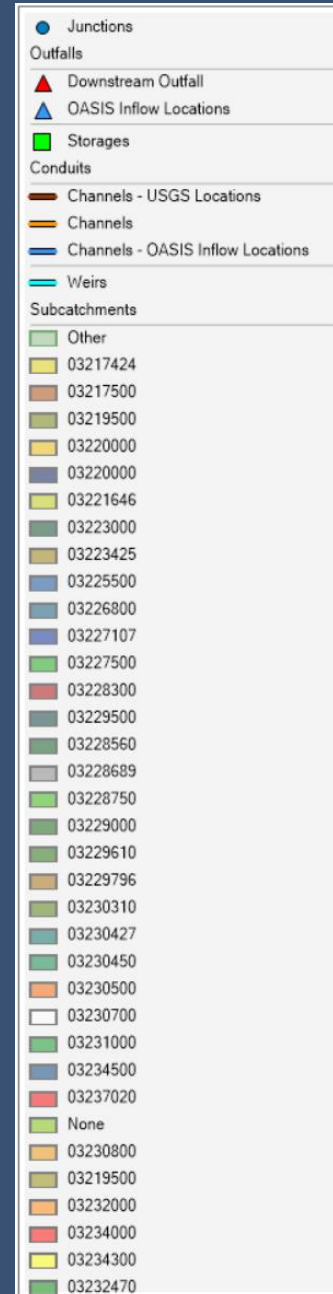 Junctions
Outfalls
Downstream Outfall
OASIS Inflow Locations
Storages
Conduits
Channels - USGS Locations
Channels
Channels - OASIS Inflow Locations
Weirs
Subcatchments
Other
03217424
03217500
03219500
03220000
03220000
03221646
03223000
03223425
03225500
03226800
03227107
03227500
03228300
03229500
03228560
03228689
03228750
03229000
03229610
03229796
03230310
03230427
03230450
03230500
03230700
03231000
03234500
03237020
None
03230800
03219500
03232000
03234000
03234300
03232470